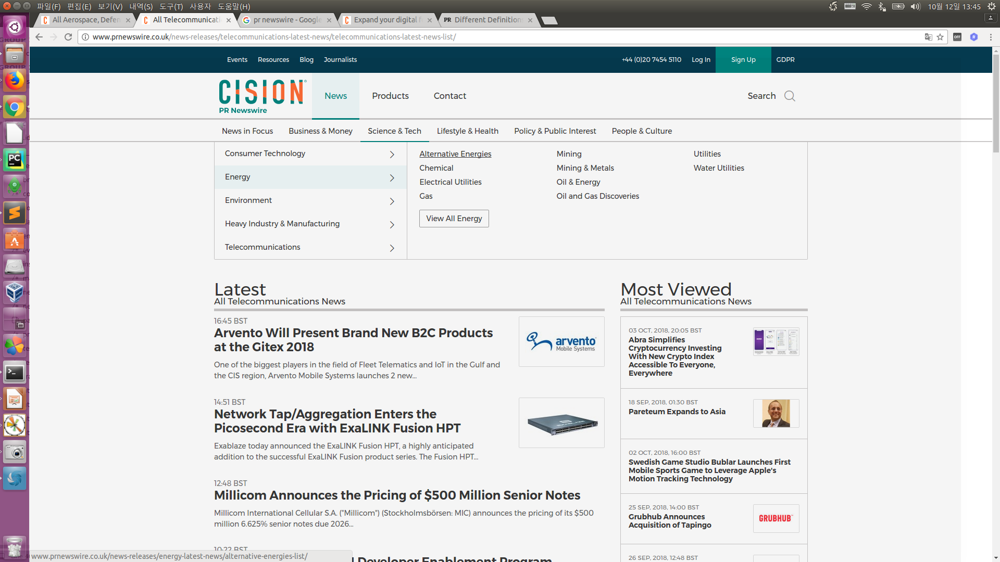 파일(F) 편집(E) 보기(V) 내역(S) 도구(T) 사용자 도움말(H)
10월 12일 13:45
All Aerospace, Defen
All Telecommunicati
pr newswire - Google
Expand your digital f
PR Different Definition
www.prnewswire.co.uk/news-releases/telecommunications-latest-news/telecommunications-latest-news-list/
OFF
R
Events Resources Blog Journalists
+44 (0)20 7454 5110 Log In Sign Up GDPR
CISION®
PR Newswire
News Products Contact
Search
News in Focus Business & Money Science & Tech Lifestyle & Health Policy & Public Interest People & Culture
Consumer Technology
Energy
Environment
Heavy Industry & Manufacturing
Telecommunications
Alternative Energies Mining Utilities
Chemical Mining & Metals Water Utilities
Electrical Utilities Oil & Energy
Gas Oil and Gas Discoveries
View All Energy
Latest
All Telecommunications News
16:45 BST
Arvento Will Present Brand New B2C Products
at the Gitex 2018
One of the biggest players in the field of Fleet Telematics and IoT in the Gulf and
the CIS region, Arvento Mobile Systems launches 2 new...
arvento
Mobile Systems
14:51 BST
Network Tap/Aggregation Enters the
Picosecond Era with ExaLINK Fusion HPT
Exablaze today announced the ExaLINK Fusion HPT, a highly anticipated
addition to the successful ExaLINK Fusion product series. The Fusion HPT...
12:48 BST
Millicom Announces the Pricing of $500 Million Senior Notes
Millicom International Cellular S.A. ("Millicom") (Stockholmsbörsen: MIC) announces the pricing of its $500
million 6.625% senior notes due 2026...
10:22 BST
Developer Enablement Program
Most Viewed
All Telecommunications News
03 OCT, 2018, 20:05 BST
Abra Simplifies
Cryptocurrency Investing
With New Crypto Index
Accessible To Everyone,
Everywhere
18 SEP, 2018, 01:30 BST
Pareteum Expands to Asia
02 OCT, 2018, 16:00 BST
Swedish Game Studio Bublar Launches First
Mobile Sports Game to Leverage Apple's
Motion Tracking Technology
25 SEP, 2018, 14:00 BST
Grubhub Announces
Acquisition of Tapingo
GRUBHUB
26 SEP, 2018, 12:48 BST
www.prnewswire.co.uk/news-releases/energy-latest-news/alternative-energies-list/
GROUP
PC